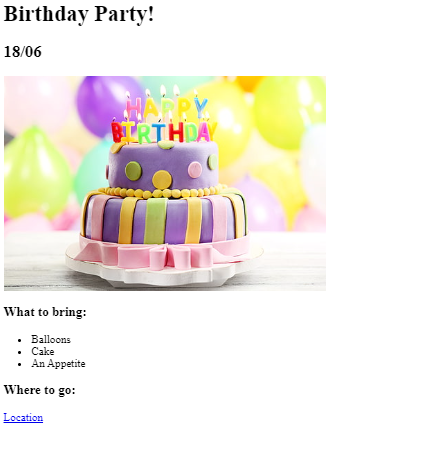 Birthday Party!
18/06
HAPPY
BIRTHDAY
What to bring:
Balloons
Cake
An Appetite
Where to go:
Location